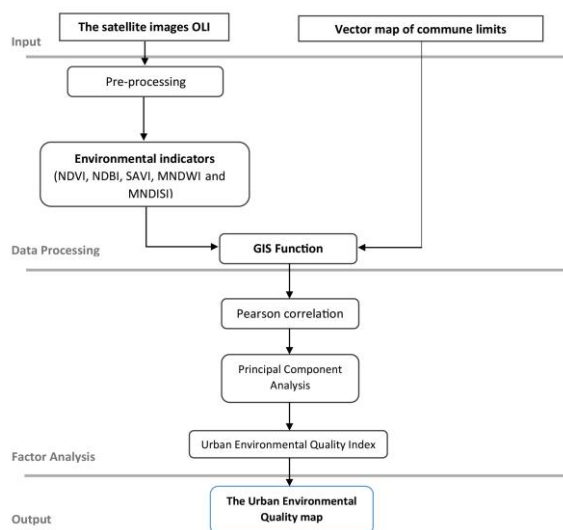 The satellite images OLI
Vector map of commune limits
Input
Pre-processing
Environmental indicators
(NDVI, NDBI, SAVI, MNDWI and
MNDISI)
GIS Function
Data Processing
Pearson correlation
Principal Component
Analysis
Urban Environmental Quality Index
Factor Analysis
The Urban Environmental
Quality map
Output